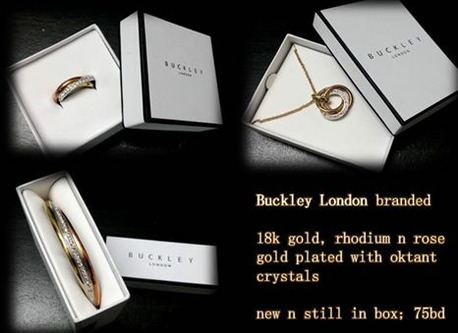 BUCKLEY
LONDON
BUCKLEY
LONDON
Buckley London branded
18k gold, rhodium n rose
gold plated with oktant
crystals
new n still in box; 75bd
BUCKLEY
LONDON